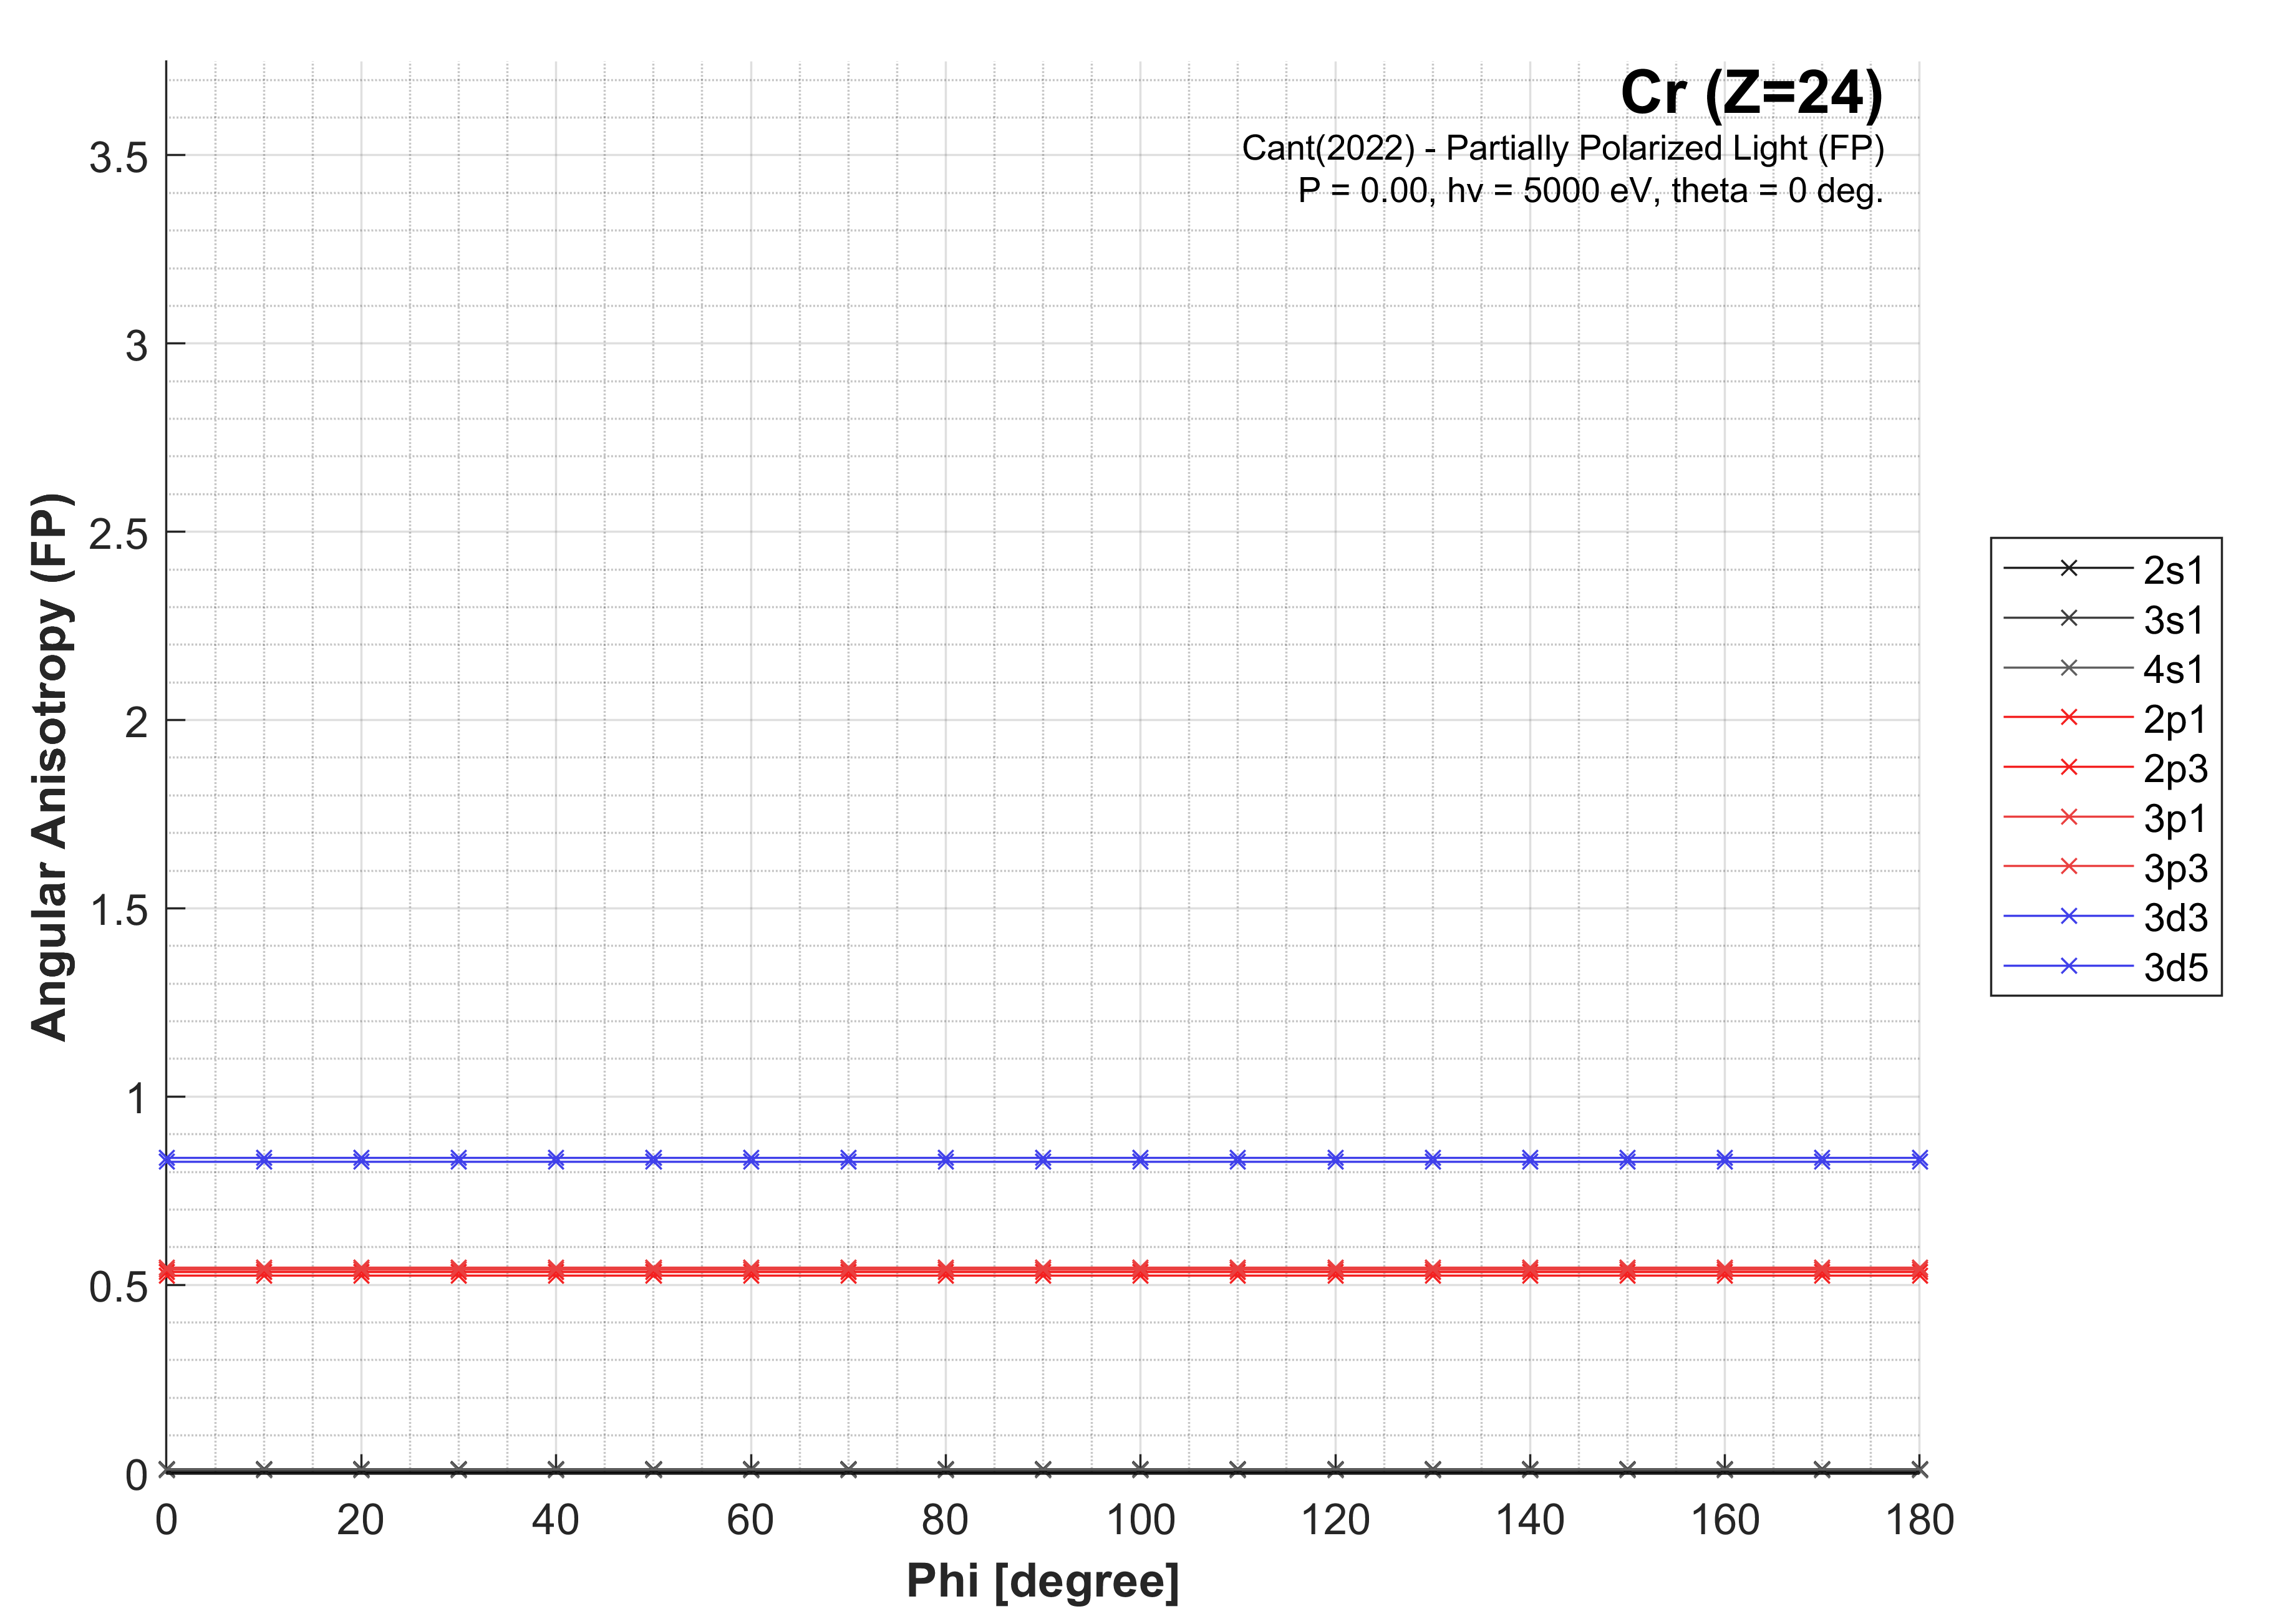 Cr (Z=24)
Cant(2022) - Partially Polarized Light (FP)
P = 0.00, hv = 5000 eV, theta = 0 deg.
Angular Anisotropy (FP)
3.5
3
2.5
2
1.5
1
0.5
0
0 20 40 60 80 100 120 140 160 180
Phi [degree]
2s1
3s1
4s1
2p1
2p3
3p1
3p3
3d3
3d5